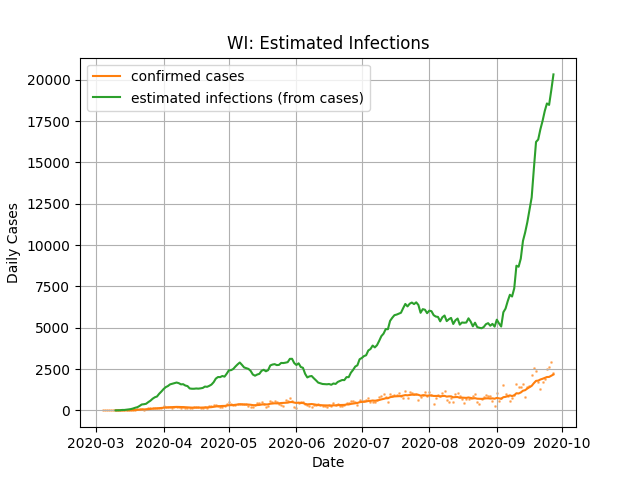 WI: Estimated Infections
confirmed cases
estimated infections (from cases)
20000
17500
15000
12500
10000
7500
5000
2500
0
Daily Cases
2020-03 2020-04 2020-05 2020-06 2020-07 2020-08 2020-09 2020-10
Date